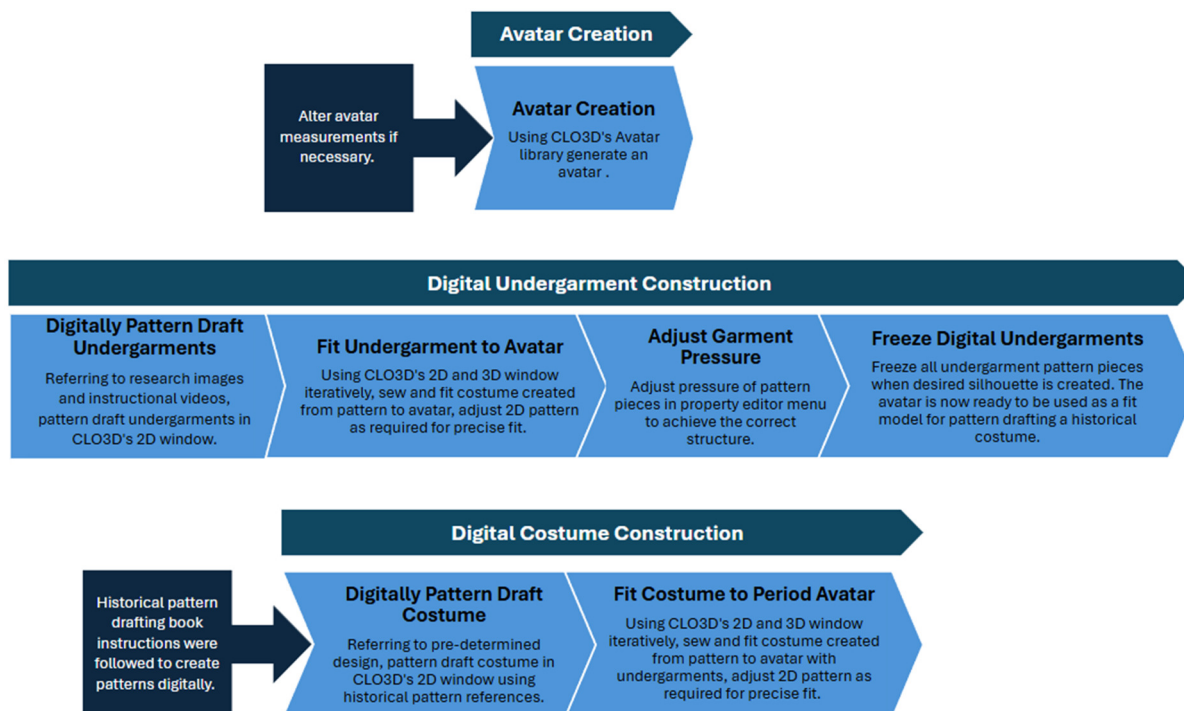 Avatar Creation
Alter avatar
measurements if
necessary.
Avatar Creation
Using CLO3D's Avatar
library generate an
avatar .
Digital Undergarment Construction
Digitally Pattern Draft
Undergarments
Referring to research images
and instructional videos,
pattern draft undergarments in
CLO3D's 2D window.
Fit Undergarment to Avatar
Using CLO3D's 2D and 3D window
iteratively, sew and fit costume created
from pattern to avatar, adjust 2D pattern
as required for precise fit.
Adjust Garment
Pressure
Adjust pressure of pattern
pieces in property editor menu
to achieve the correct
structure.
Freeze Digital Undergarments
Freeze all undergarment pattern pieces
when desired silhouette is created. The
avatar is now ready to be used as a fit
model for pattern drafting a historical
costume.
Digital Costume Construction
Historical pattern
drafting book
instructions were
followed to create
patterns digitally.
Digitally Pattern Draft
Costume
Referring to pre-determined
design, pattern draft costume in
CLO3D's 2D window using
historical pattern references.
Fit Costume to Period Avatar
Using CLO3D's 2D and 3D window
iteratively, sew and fit costume created
from pattern to avatar with
undergarments, adjust 2D pattern as
required for precise fit.